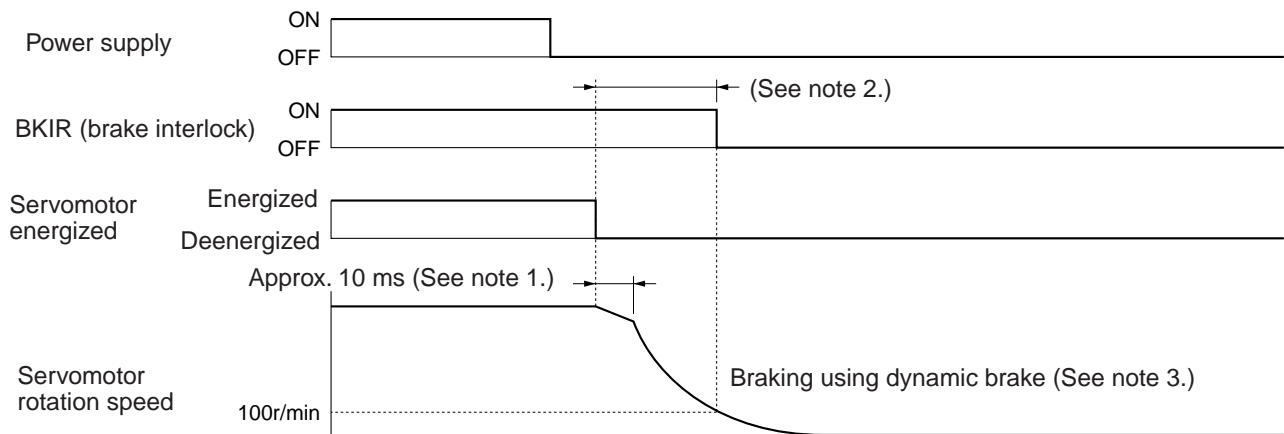 ON
Power supply
OFF
(See note 2.)
ON
BKIR (brake interlock)
OFF
Energized
Servomotor
energized
Deenergized
Approx. 10 ms (See note 1.)
Braking using dynamic brake (See note 3.)
Servomotor
rotation speed
100r/min